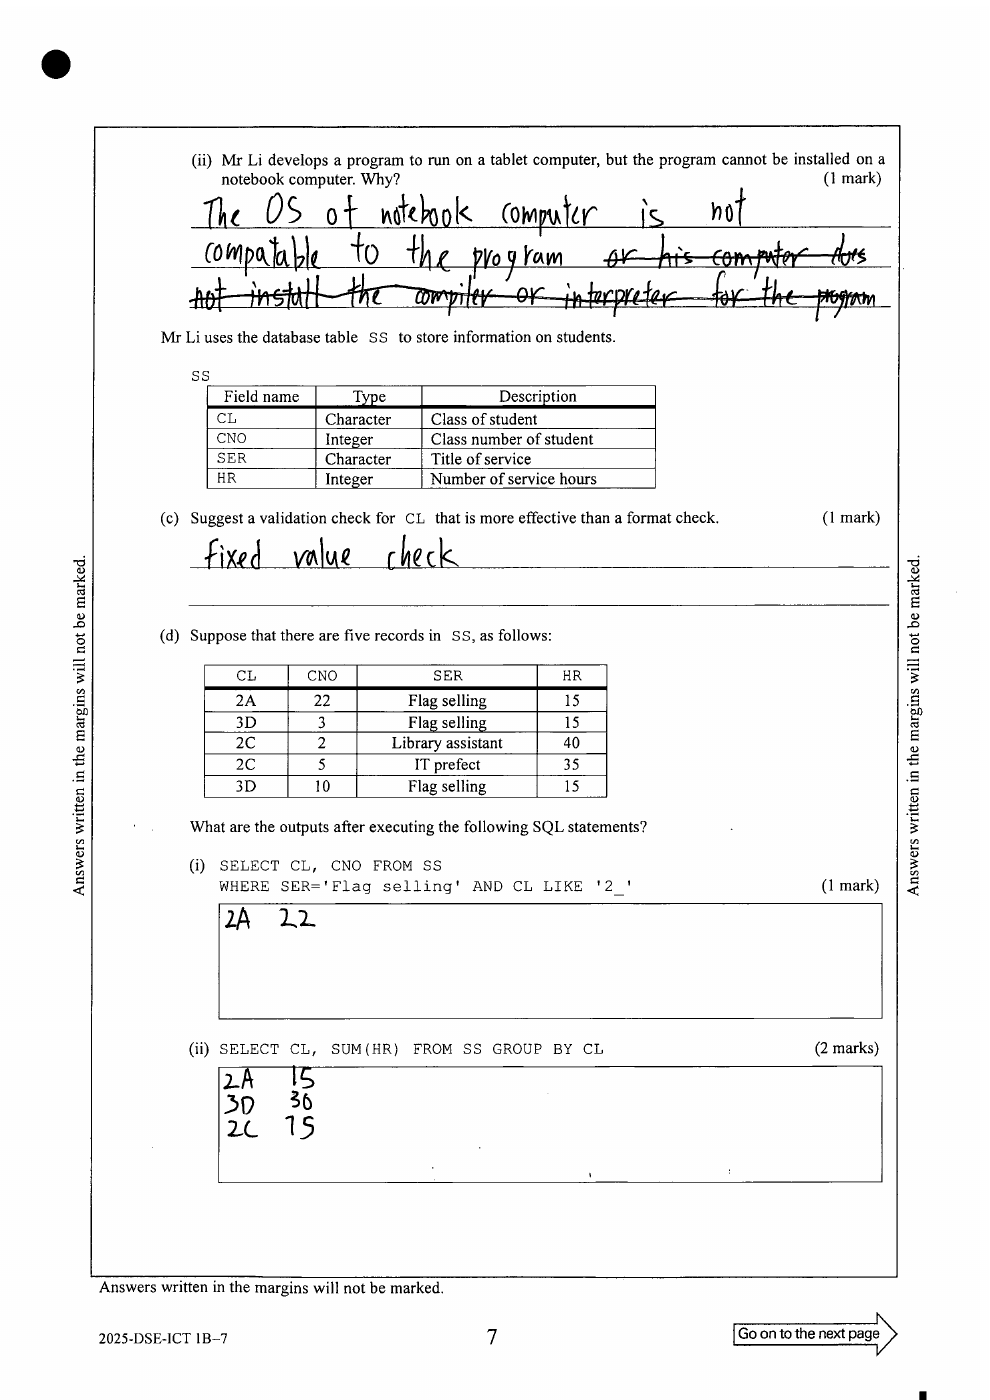 (ii) Mr Li develops a program to run on a tablet computer, but the program cannot be installed on a
notebook computer. Why? (1 mark)
The OS of notebook computer is not
compatable to the program or his computer does
not install the compiler or interpreter for the program
Mr Li uses the database table SS to store information on students.
SS
Field name Type Description
CL Character Class of student
CNO Integer Class number of student
SER Character Title of service
HR Integer Number of service hours
(c) Suggest a validation check for CL that is more effective than a format check. (1 mark)
fixed value check
(d) Suppose that there are five records in SS, as follows:
CL CNO SER HR
2A 22 Flag selling 15
3D 3 Flag selling 15
2C 2 Library assistant 40
2C 5 IT prefect 35
3D 10 Flag selling 15
What are the outputs after executing the following SQL statements?
(i) SELECT CL, CNO FROM SS
WHERE SER='Flag selling' AND CL LIKE '2_' (1 mark)
2A 22
(ii) SELECT CL, SUM(HR) FROM SS GROUP BY CL (2 marks)
2A 15
3D 30
2C 75
Answers written in the margins will not be marked.
Answers written in the margins will not be marked.
Answers written in the margins will not be marked.
2025-DSE-ICT 1B–7
7
Go on to the next page